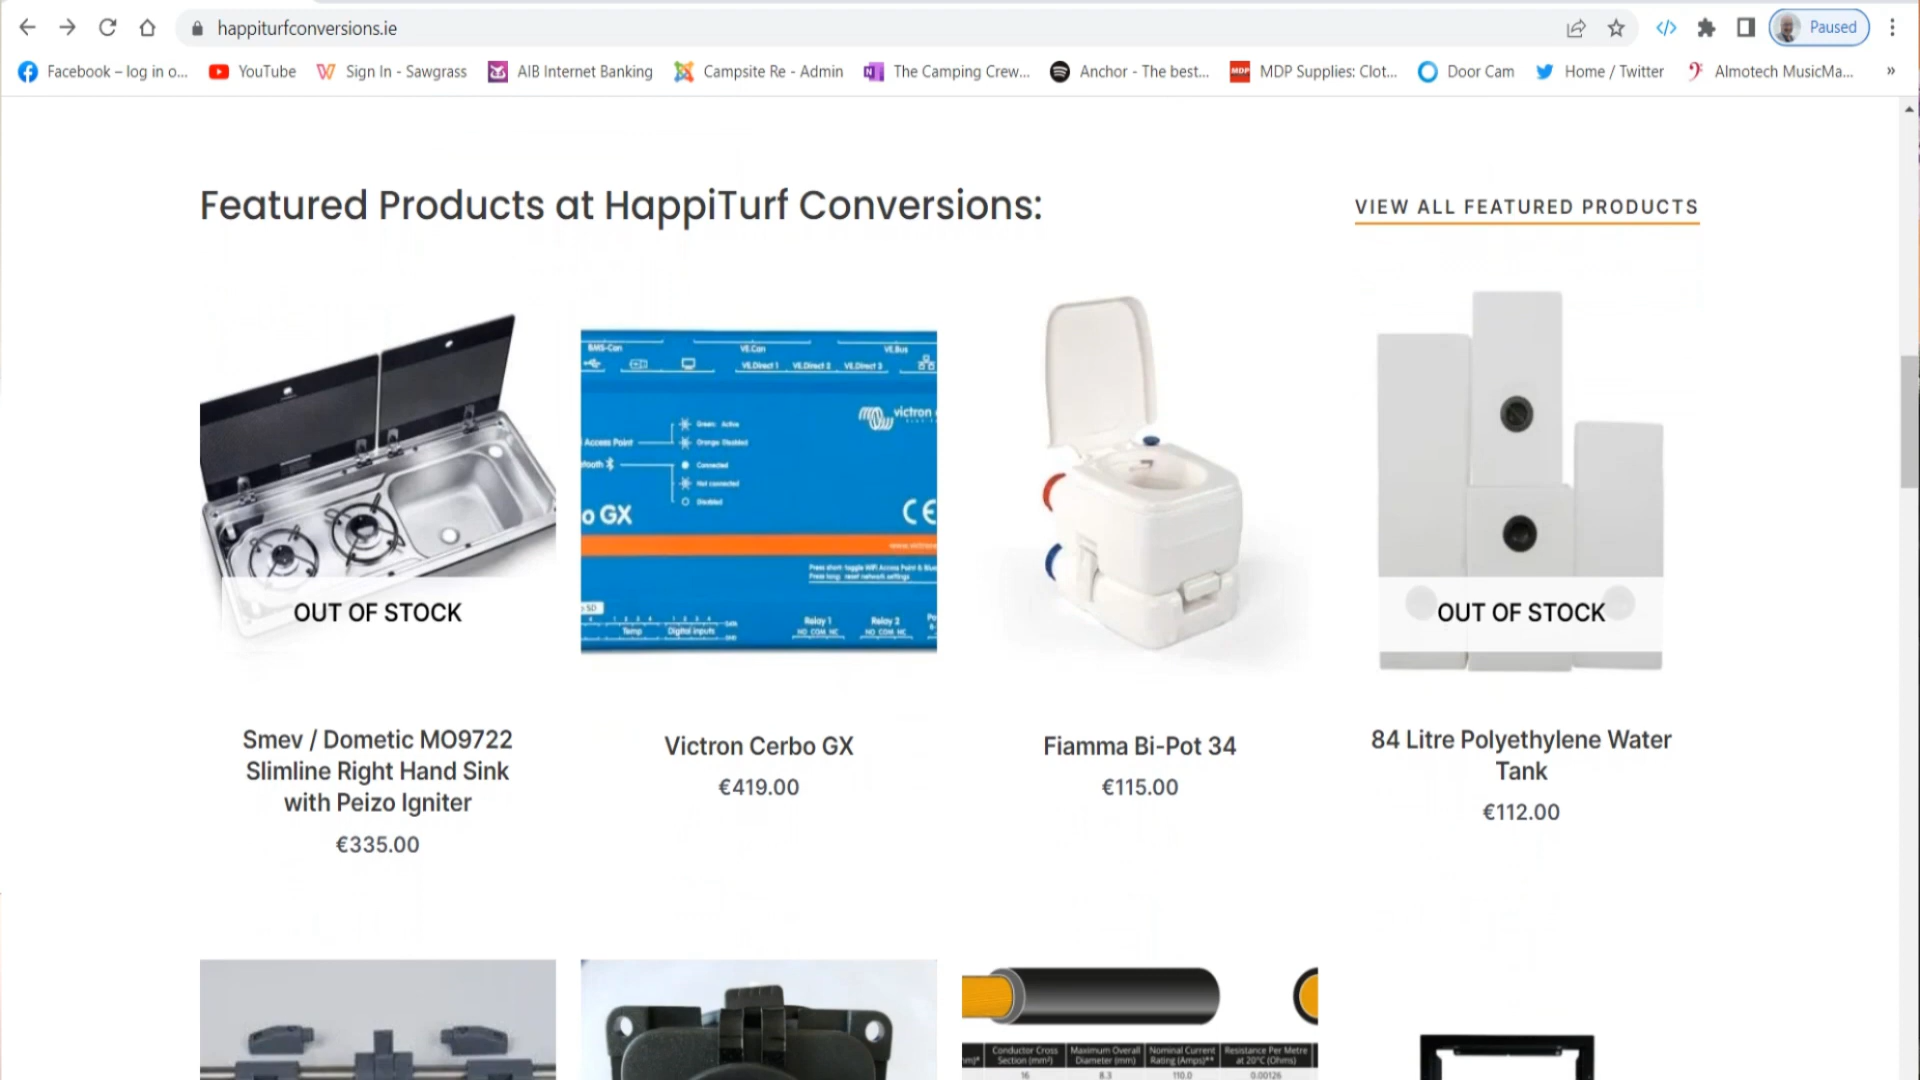 happiturfconversions.ie
Paused
Facebook – log in o...
YouTube
Sign In - Sawgrass
AIB Internet Banking
Campsite Re - Admin
The Camping Crew...
Anchor - The best...
MDP
MDP Supplies: Clot...
Door Cam
Home / Twitter
Almotech MusicMa...
»
Featured Products at HappiTurf Conversions:
VIEW ALL FEATURED PRODUCTS
BMS-Can
VE.Can
VE.Bus
VE.Direct 1
VE.Direct 2
VE.Direct 3
victron
Green: Active
Access Point
Orange: Disabled
Connected
Not connected
Disabled
o GX
CE
Press short: toggle WiFi Access Point & Blue
Press long: reset network settings
SD
Temp
Digital inputs
Relay 1
NO COM NC
Relay 2
NO COM NC
OUT OF STOCK
OUT OF STOCK
Smev / Dometic MO9722
Slimline Right Hand Sink
with Peizo Igniter
€335.00
Victron Cerbo GX
€419.00
Fiamma Bi-Pot 34
€115.00
84 Litre Polyethylene Water
Tank
€112.00
Conductor Cross
Section (mm²)
Maximum Overall
Diameter (mm)
Nominal Current
Rating (Amps)**
Resistance Per Metre
at 20°C (Ohms)
16
8.3
110.0
0.00126